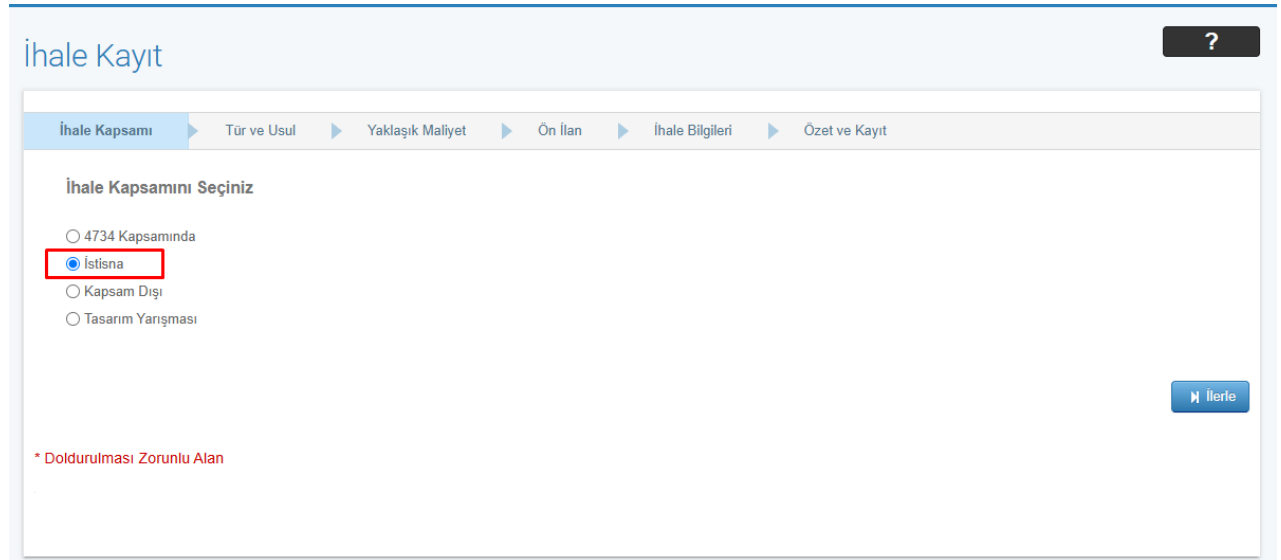 İhale Kayıt
?
İhale Kapsamı Tür ve Usul Yaklaşık Maliyet Ön İlan İhale Bilgileri Özet ve Kayıt
İhale Kapsamını Seçiniz
4734 Kapsamında
İstisna
Kapsam Dışı
Tasarım Yarışması
İlerle
* Doldurulması Zorunlu Alan